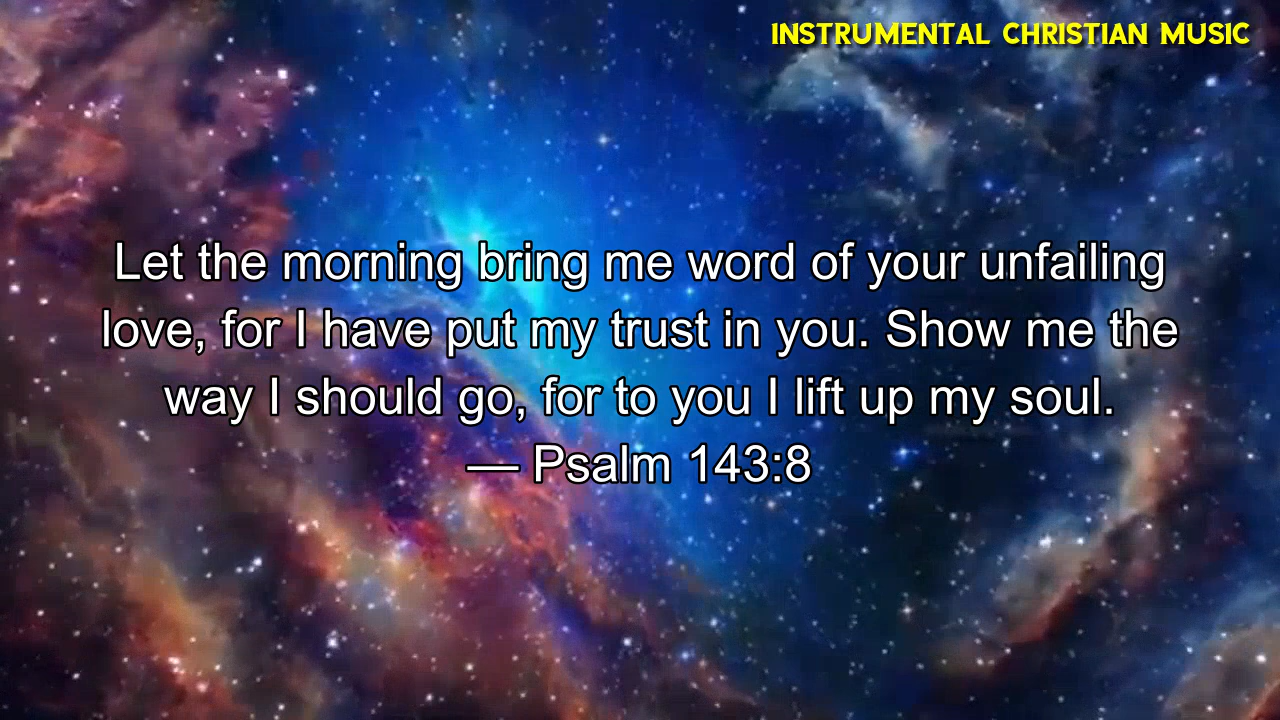 INSTRUMENTAL CHRISTIAN MUSIC
Let the morning bring me word of your unfailing
love, for I have put my trust in you. Show me the
way I should go, for to you I lift up my soul.
— Psalm 143:8